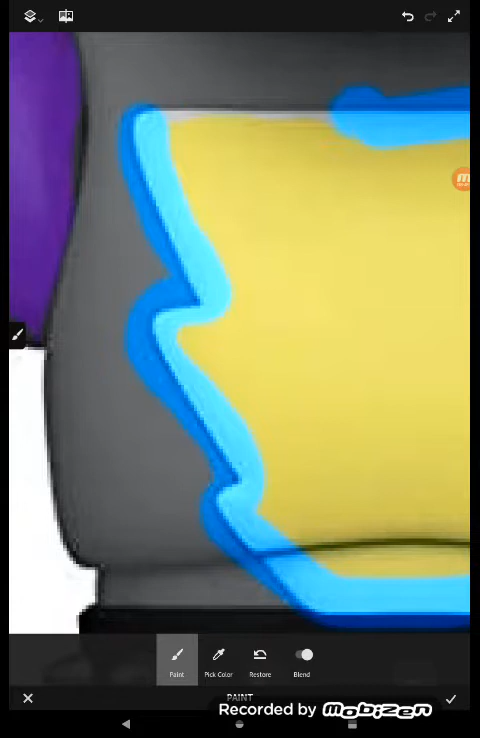 Paint
Pick Color
Restore
Blend
PAINT
Recorded by mobizen